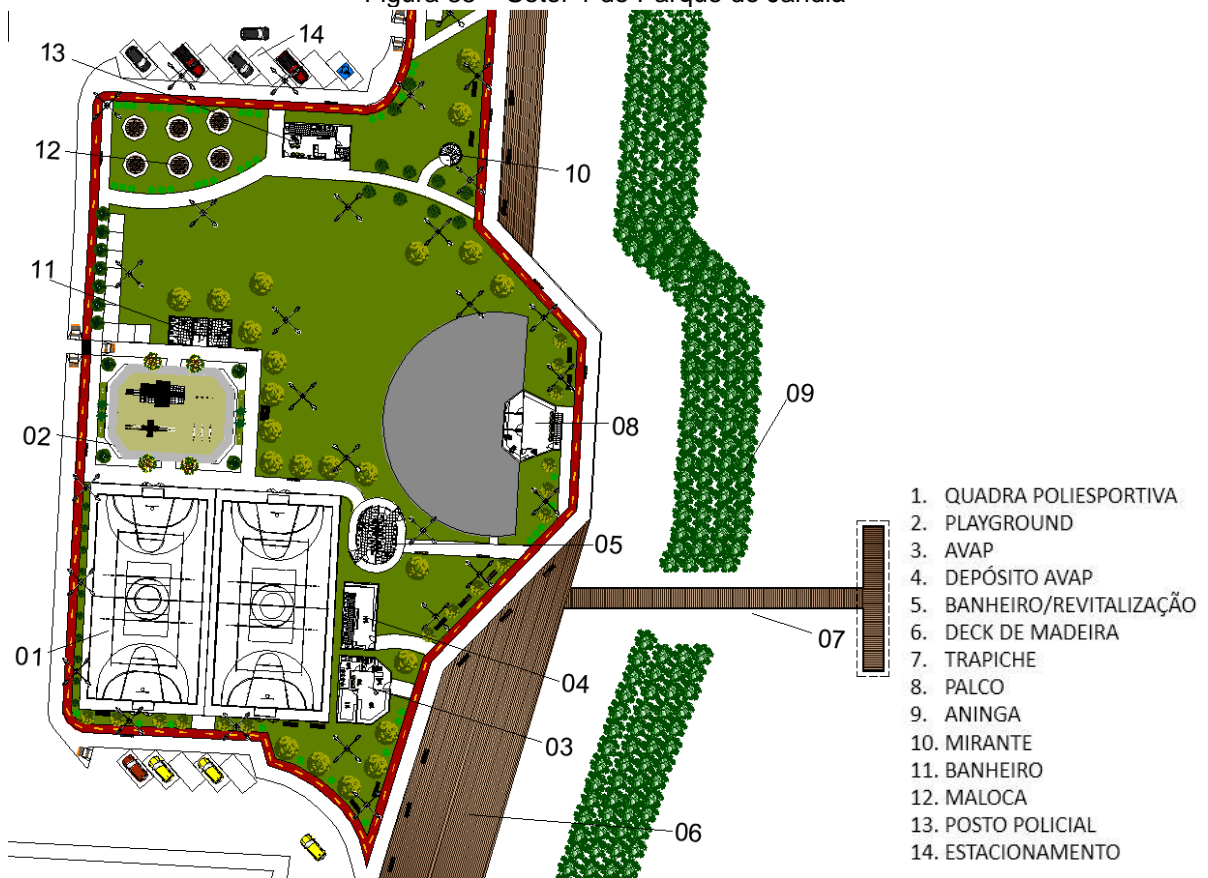 14
13
12
10
11
09
08
02
05
07
01
04
03
06
1. QUADRA POLIESPORTIVA
2. PLAYGROUND
3. AVAP
4. DEPÓSITO AVAP
5. BANHEIRO/REVITALIZAÇÃO
6. DECK DE MADEIRA
7. TRAPICHE
8. PALCO
9. ANINGA
10. MIRANTE
11. BANHEIRO
12. MALOCA
13. POSTO POLICIAL
14. ESTACIONAMENTO